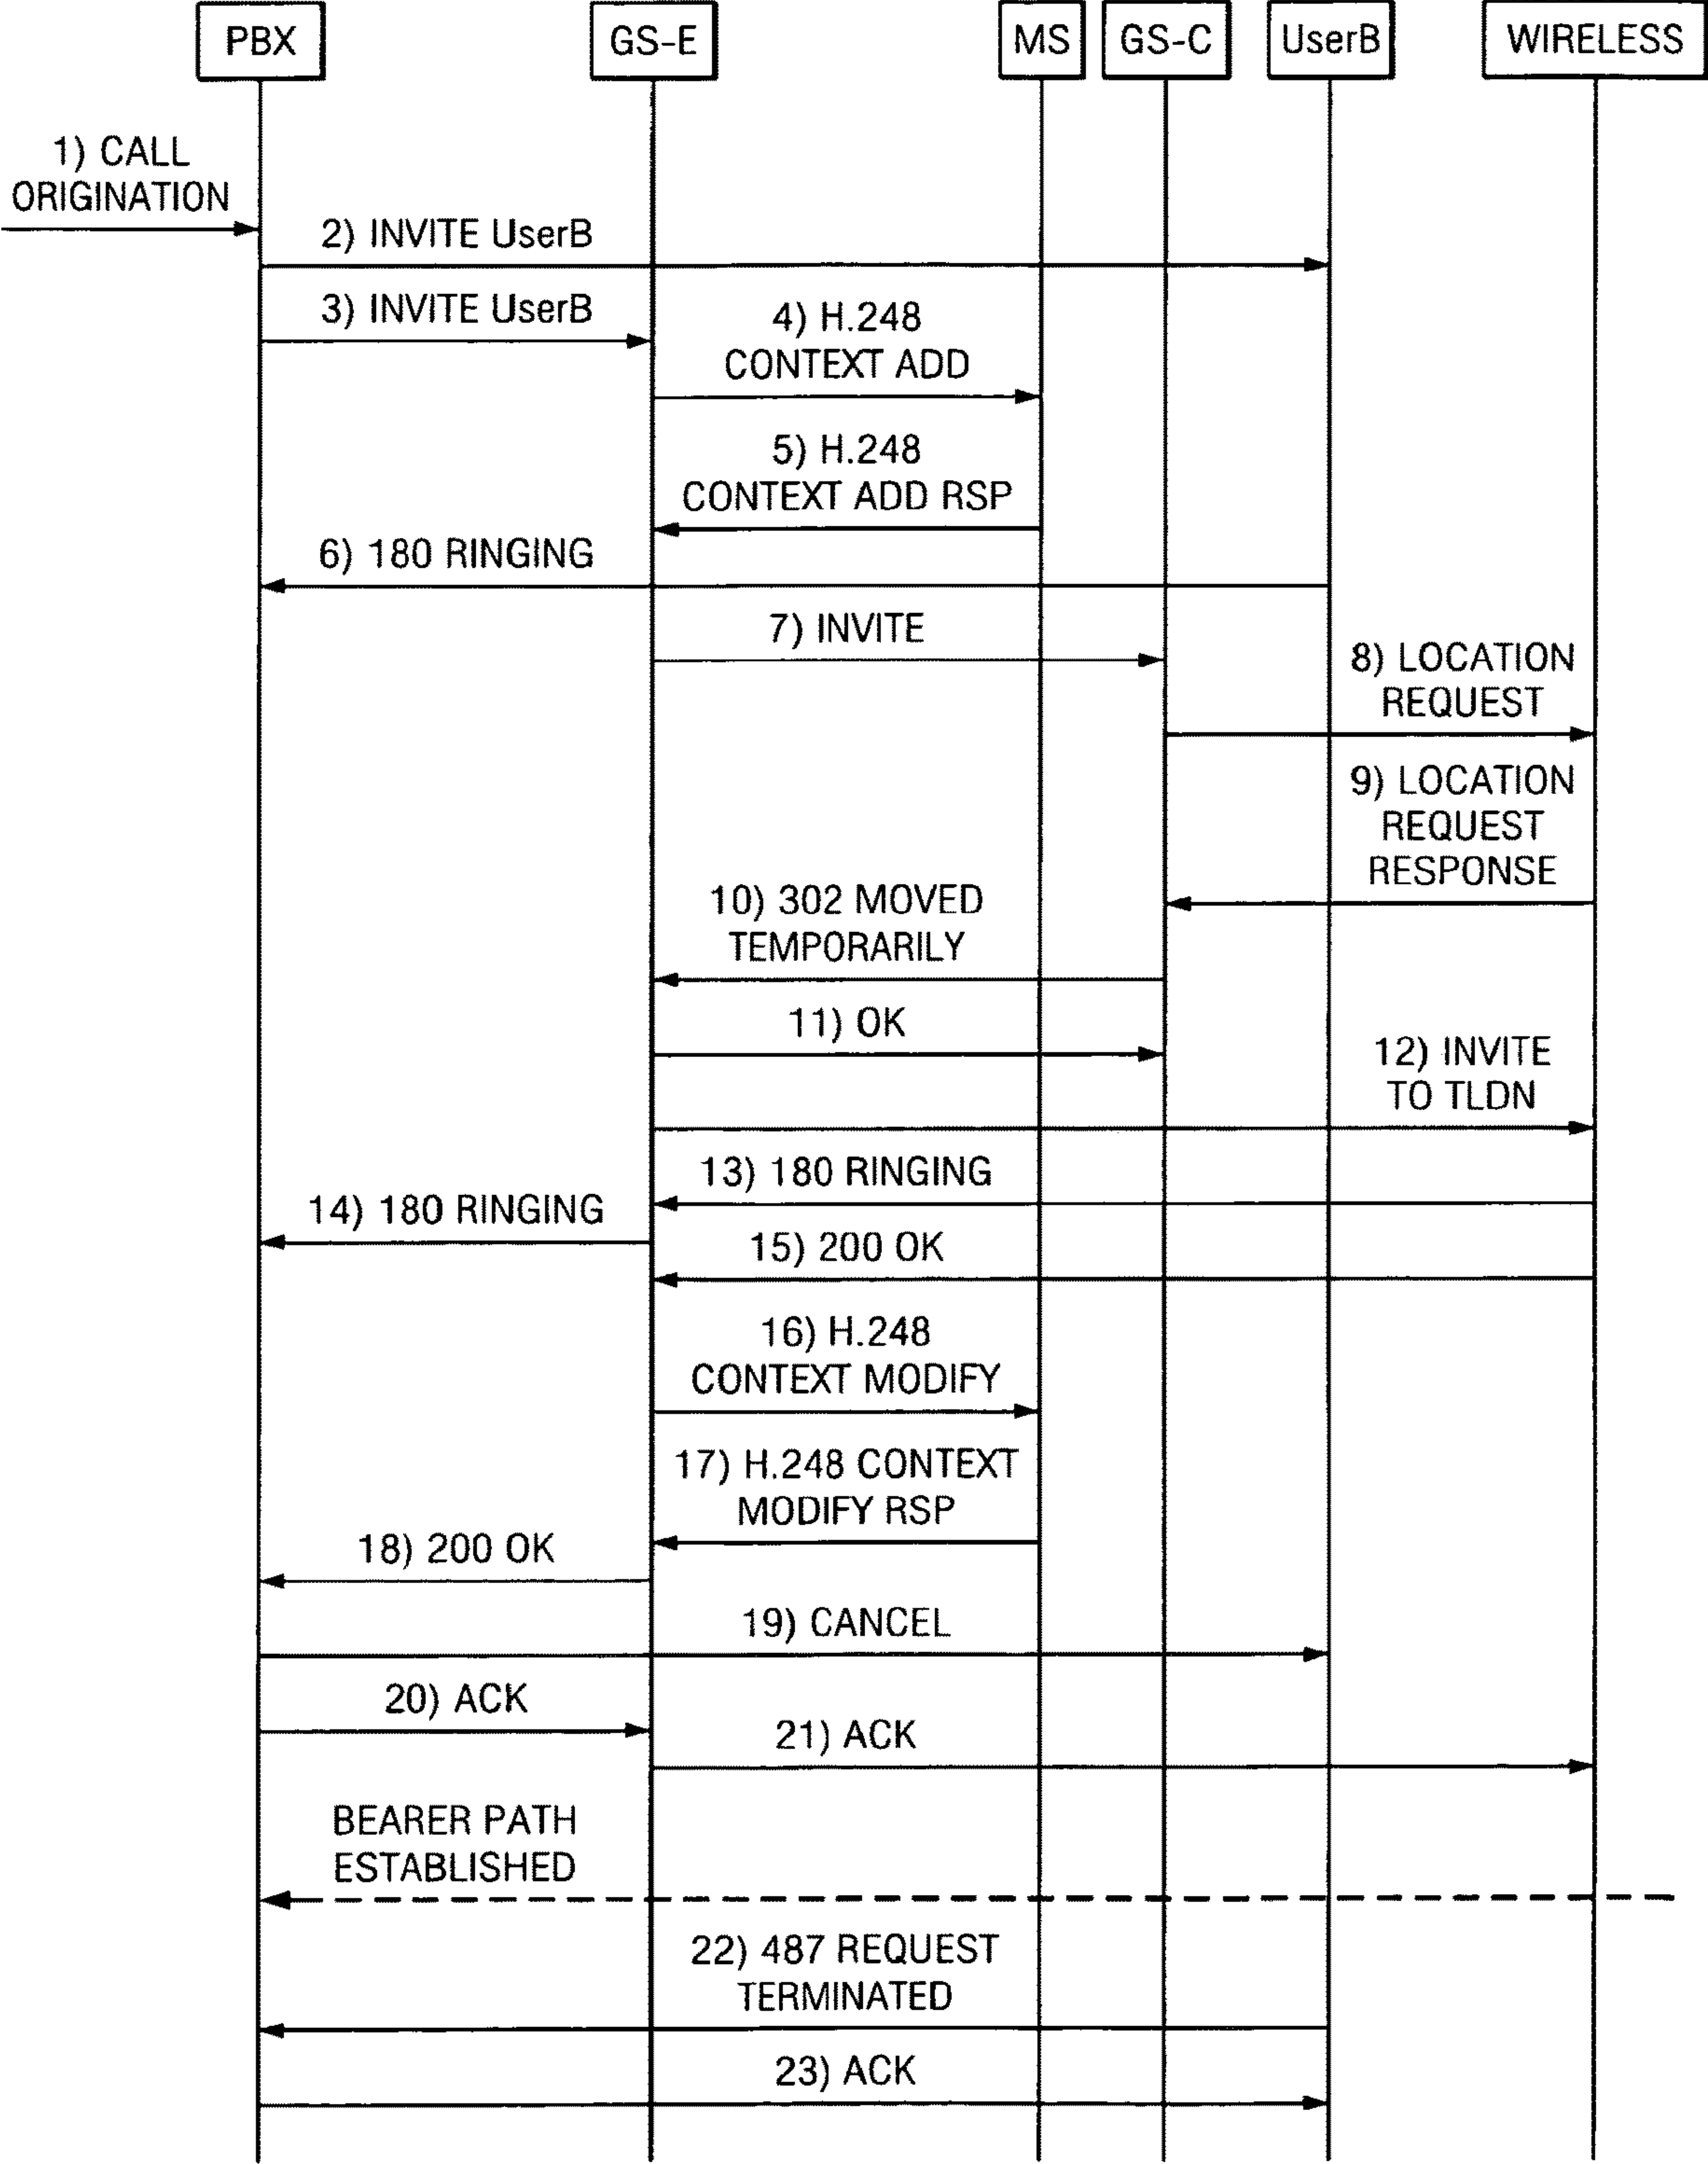 PBX GS-E MS GS-C UserB WIRELESS
1) CALL
ORIGINATION
2) INVITE UserB
3) INVITE UserB
4) H.248
CONTEXT ADD
5) H.248
CONTEXT ADD RSP
6) 180 RINGING
7) INVITE
8) LOCATION
REQUEST
9) LOCATION
REQUEST
RESPONSE
10) 302 MOVED
TEMPORARILY
11) OK
12) INVITE
TO TLDN
13) 180 RINGING
14) 180 RINGING
15) 200 OK
16) H.248
CONTEXT MODIFY
17) H.248 CONTEXT
MODIFY RSP
18) 200 OK
19) CANCEL
20) ACK
21) ACK
BEARER PATH
ESTABLISHED
22) 487 REQUEST
TERMINATED
23) ACK